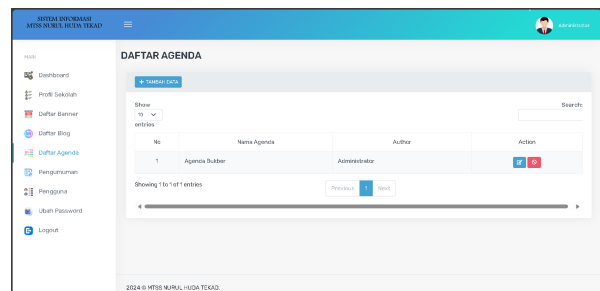 SISTEM INFORMASI
MTSS NURUL HUDA TEKAD
Administrator
MAIN
Dashboard
Profil Sekolah
Daftar Banner
Daftar Blog
Daftar Agenda
Pengumuman
Pengguna
Ubah Password
Logout
DAFTAR AGENDA
+ TAMBAH DATA
Show
10
entries
Search:
No Nama Agenda Author Action
1 Agenda Bukber Administrator
Showing 1 to 1 of 1 entries
Previous 1 Next
2024 © MTSS NURUL HUDA TEKAD.